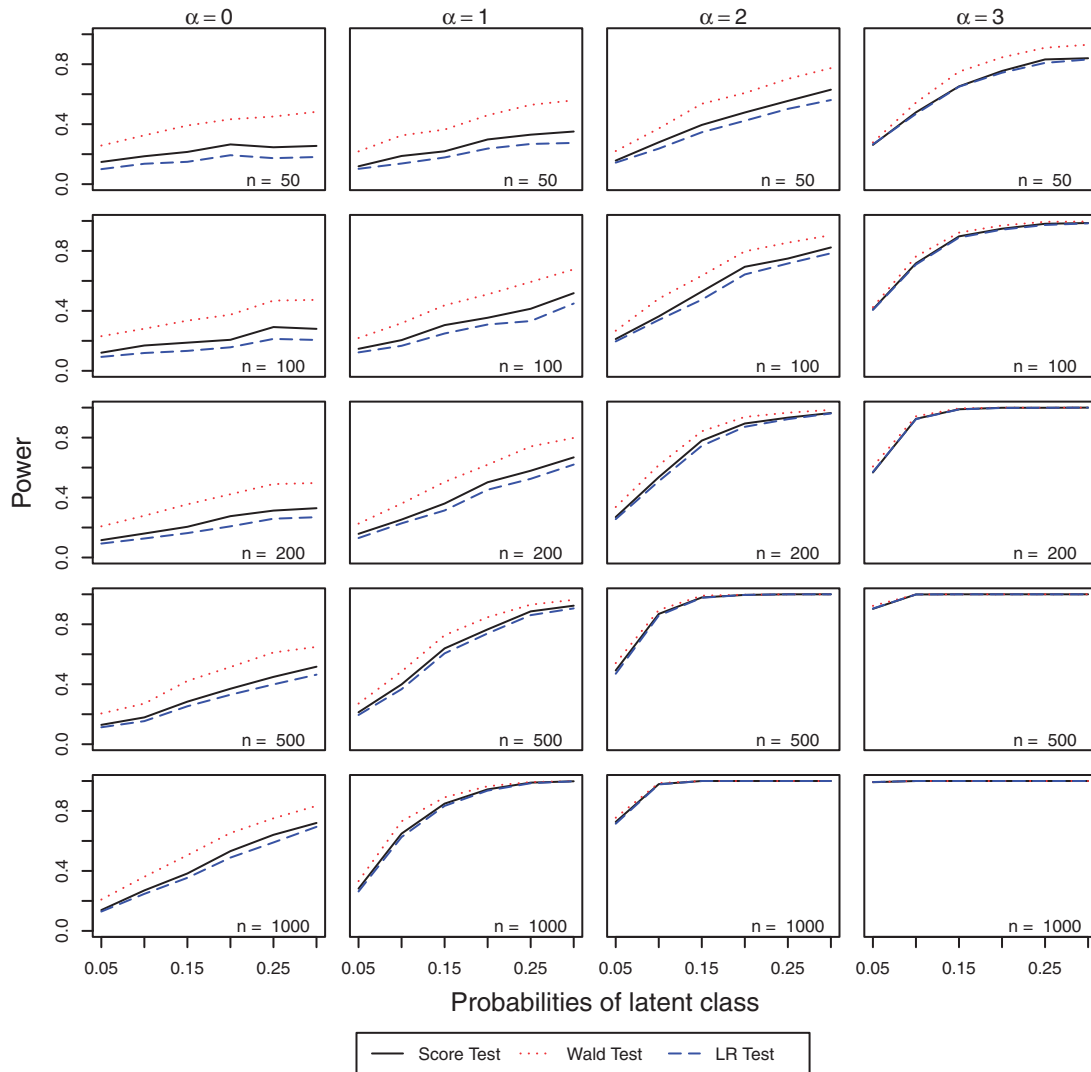 α = 0 α = 1 α = 2 α = 3
0.0 0.4 0.8
n = 50 n = 50 n = 50 n = 50
0.0 0.4 0.8
n = 100 n = 100 n = 100 n = 100
Power
0.0 0.4 0.8
n = 200 n = 200 n = 200 n = 200
0.0 0.4 0.8
n = 500 n = 500 n = 500 n = 500
0.0 0.4 0.8
n = 1000 n = 1000 n = 1000 n = 1000
0.05 0.15 0.25 0.05 0.15 0.25 0.05 0.15 0.25 0.05 0.15 0.25
Probabilities of latent class
Score Test Wald Test LR Test